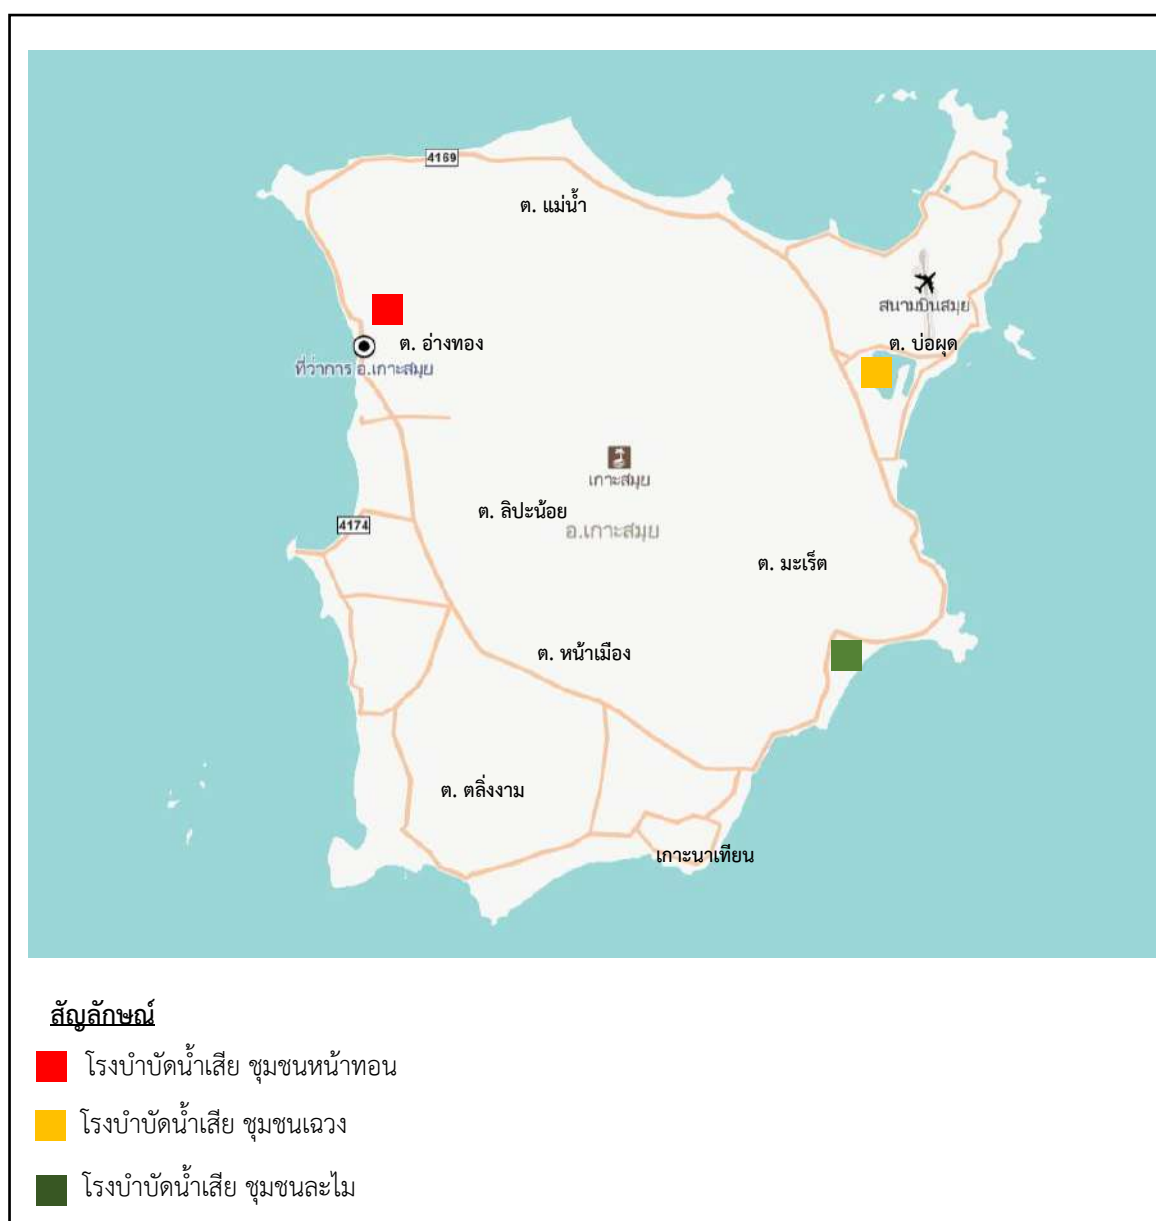 4169
ต. แม่น้ำ
สนามบินสมุย
ต. อ่างทอง
ต. บ่อผุด
ที่ว่าการ อ.เกาะสมุย
เกาะสมุย
ต. ลิปะน้อย
4174
อ.เกาะสมุย
ต. มะเร็ต
ต. หน้าเมือง
ต. ตลิ่งงาม
เกาะนาเทียน
สัญลักษณ์
โรงบำบัดน้ำเสีย ชุมชนหน้าทอน
โรงบำบัดน้ำเสีย ชุมชนเฉวง
โรงบำบัดน้ำเสีย ชุมชนละไม